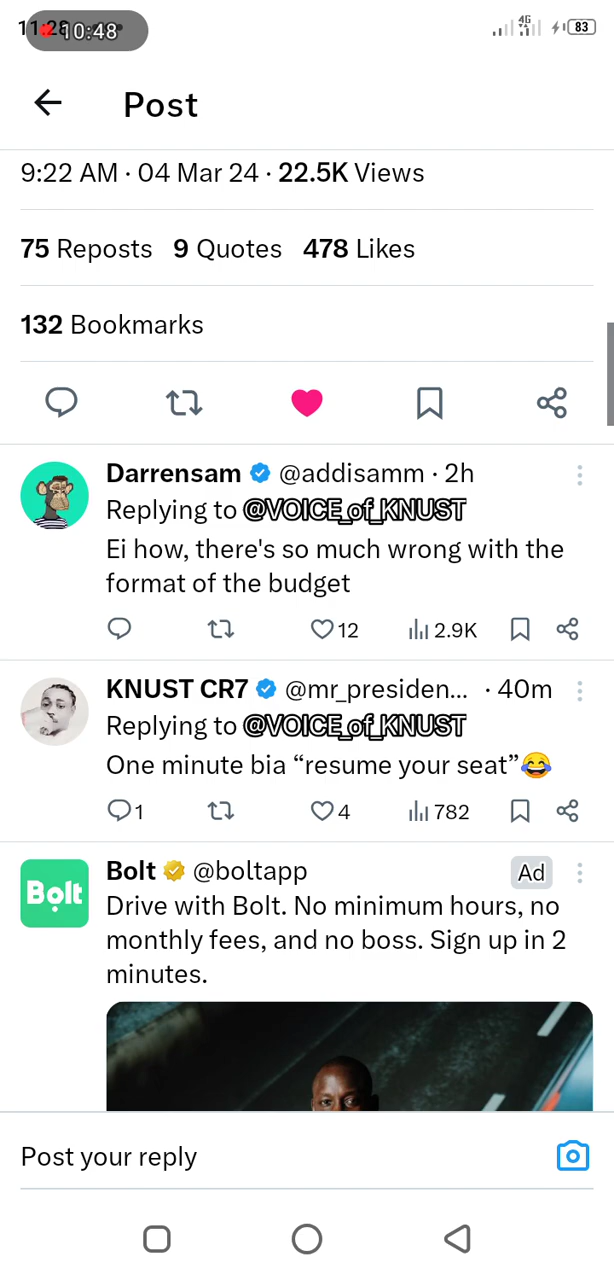 11:28
10:48
4G
83
Post
9:22 AM · 04 Mar 24 · 22.5K Views
75 Reposts 9 Quotes 478 Likes
132 Bookmarks
Darrensam @addisamm · 2h
Replying to @VOICE_of_KNUST
Ei how, there's so much wrong with the
format of the budget
12 2.9K
KNUST CR7 @mr_presiden... · 40m
Replying to @VOICE_of_KNUST
One minute bia “resume your seat”😂
1 4 782
Bolt
Bolt @boltapp Ad
Drive with Bolt. No minimum hours, no
monthly fees, and no boss. Sign up in 2
minutes.
Post your reply